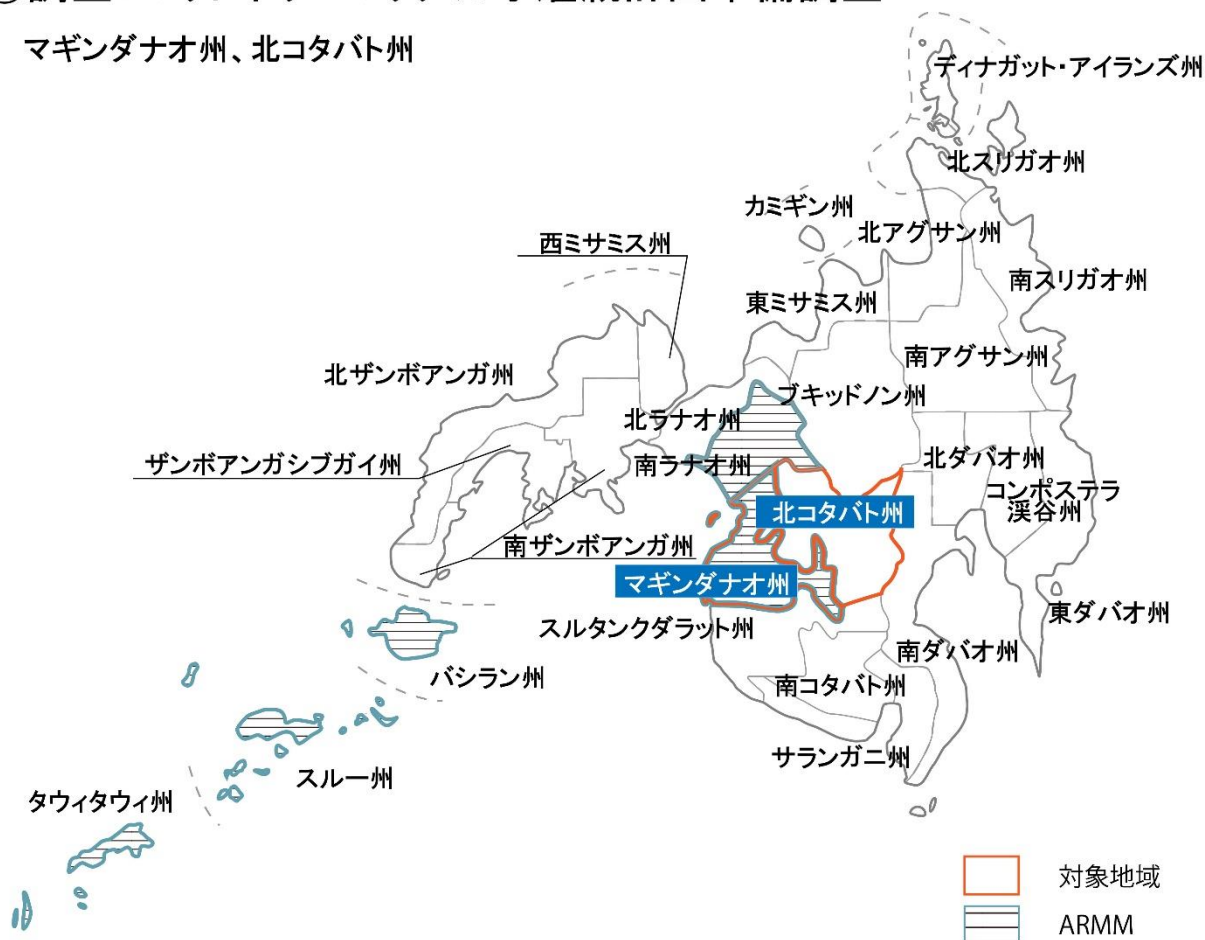 マギンダナオ州、北コタバト州
ディナガット・アイランズ州
北スリガオ州
カミギン州
北アグサン州
西ミサミス州
南スリガオ州
東ミサミス州
南アグサン州
北ザンボアンガ州
ブキッドノン州
北ラナオ州
ザンボアンガシブガイ州
南ラナオ州
北ダバオ州
コンポステラ
渓谷州
北コタバト州
南ザンボアンガ州
マギンダナオ州
東ダバオ州
スルタンクダラット州
南ダバオ州
バシラン州
南コタバト州
サランガニ州
スルー州
タウィタウィ州
対象地域
ARMM